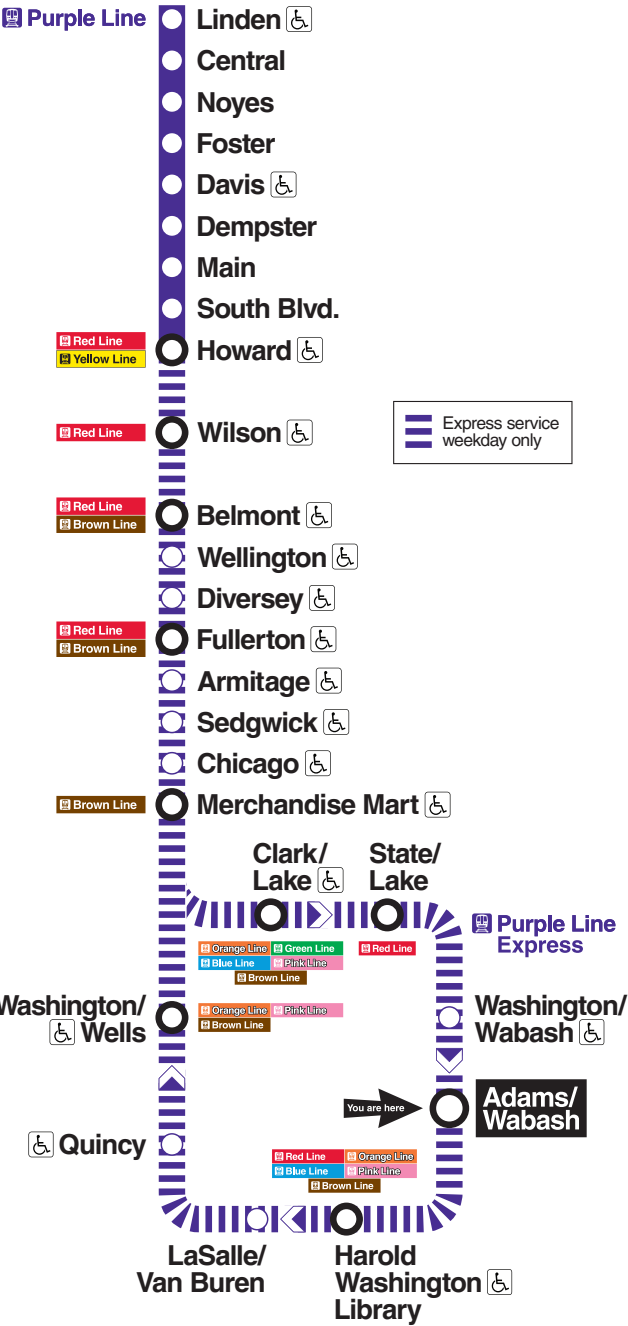 Purple Line
Linden
Central
Noyes
Foster
Davis
Dempster
Main
South Blvd.
Red Line
Yellow Line
Howard
Red Line
Wilson
Express service
weekday only
Red Line
Brown Line
Belmont
Wellington
Diversey
Red Line
Brown Line
Fullerton
Armitage
Sedgwick
Chicago
Brown Line
Merchandise Mart
Clark/
Lake
State/
Lake
Purple Line
Express
Orange Line Green Line
Blue Line Pink Line
Brown Line
Red Line
Washington/
Wells
Orange Line Pink Line
Brown Line
Washington/
Wabash
You are here
Adams/
Wabash
Quincy
Red Line Orange Line
Blue Line Pink Line
Brown Line
LaSalle/
Van Buren
Harold
Washington
Library